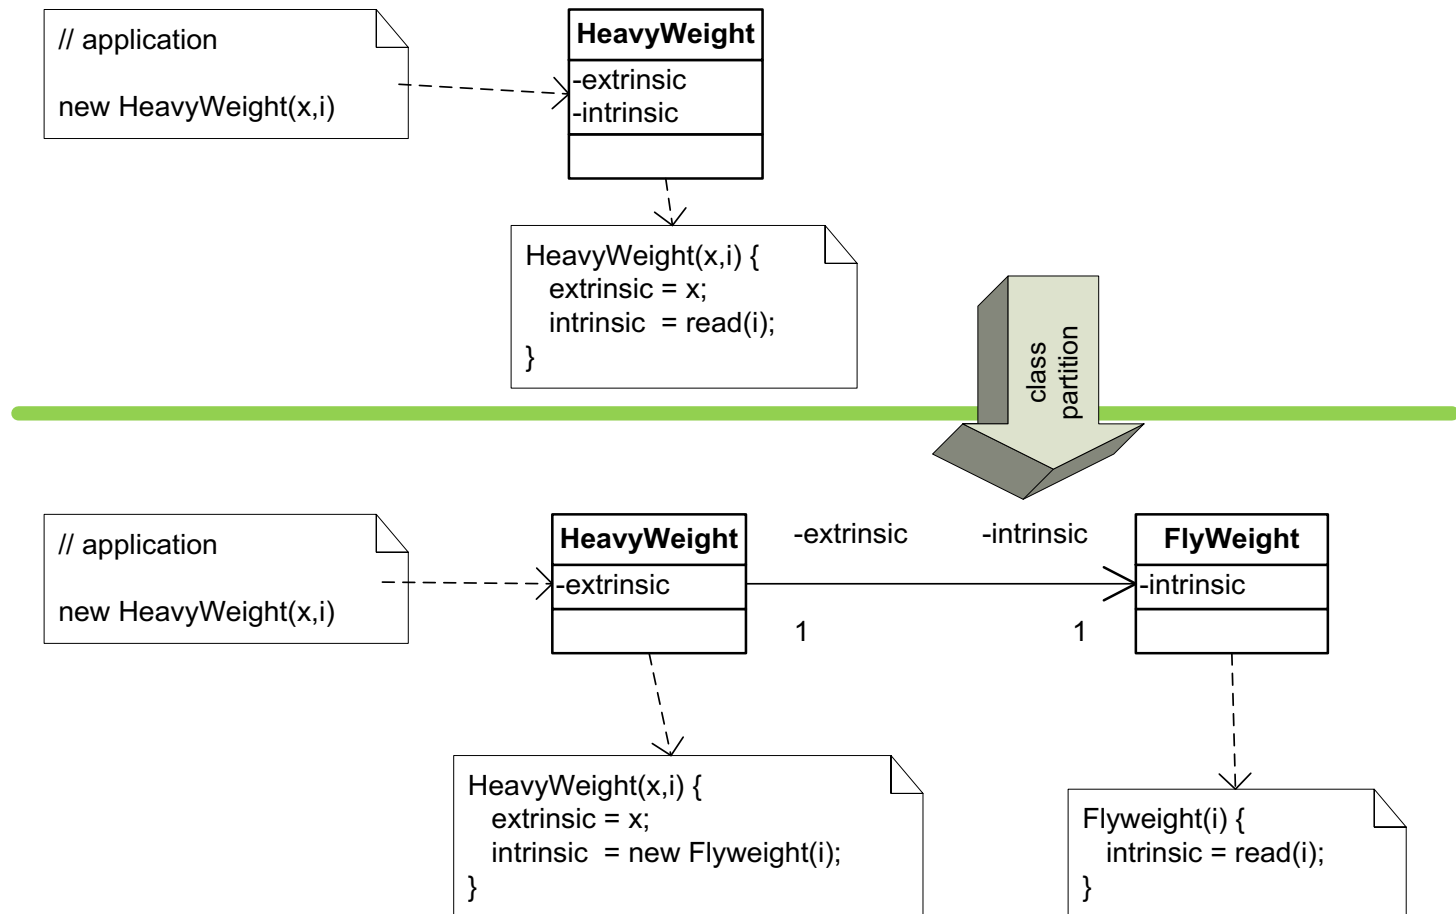 // application
new HeavyWeight(x,i)
HeavyWeight
-extrinsic
-intrinsic
HeavyWeight(x,i) {
extrinsic = x;
intrinsic = read(i);
}
class
partition
// application
new HeavyWeight(x,i)
HeavyWeight
-extrinsic
-extrinsic
-intrinsic
1
1
FlyWeight
-intrinsic
HeavyWeight(x,i) {
extrinsic = x;
intrinsic = new Flyweight(i);
}
Flyweight(i) {
intrinsic = read(i);
}